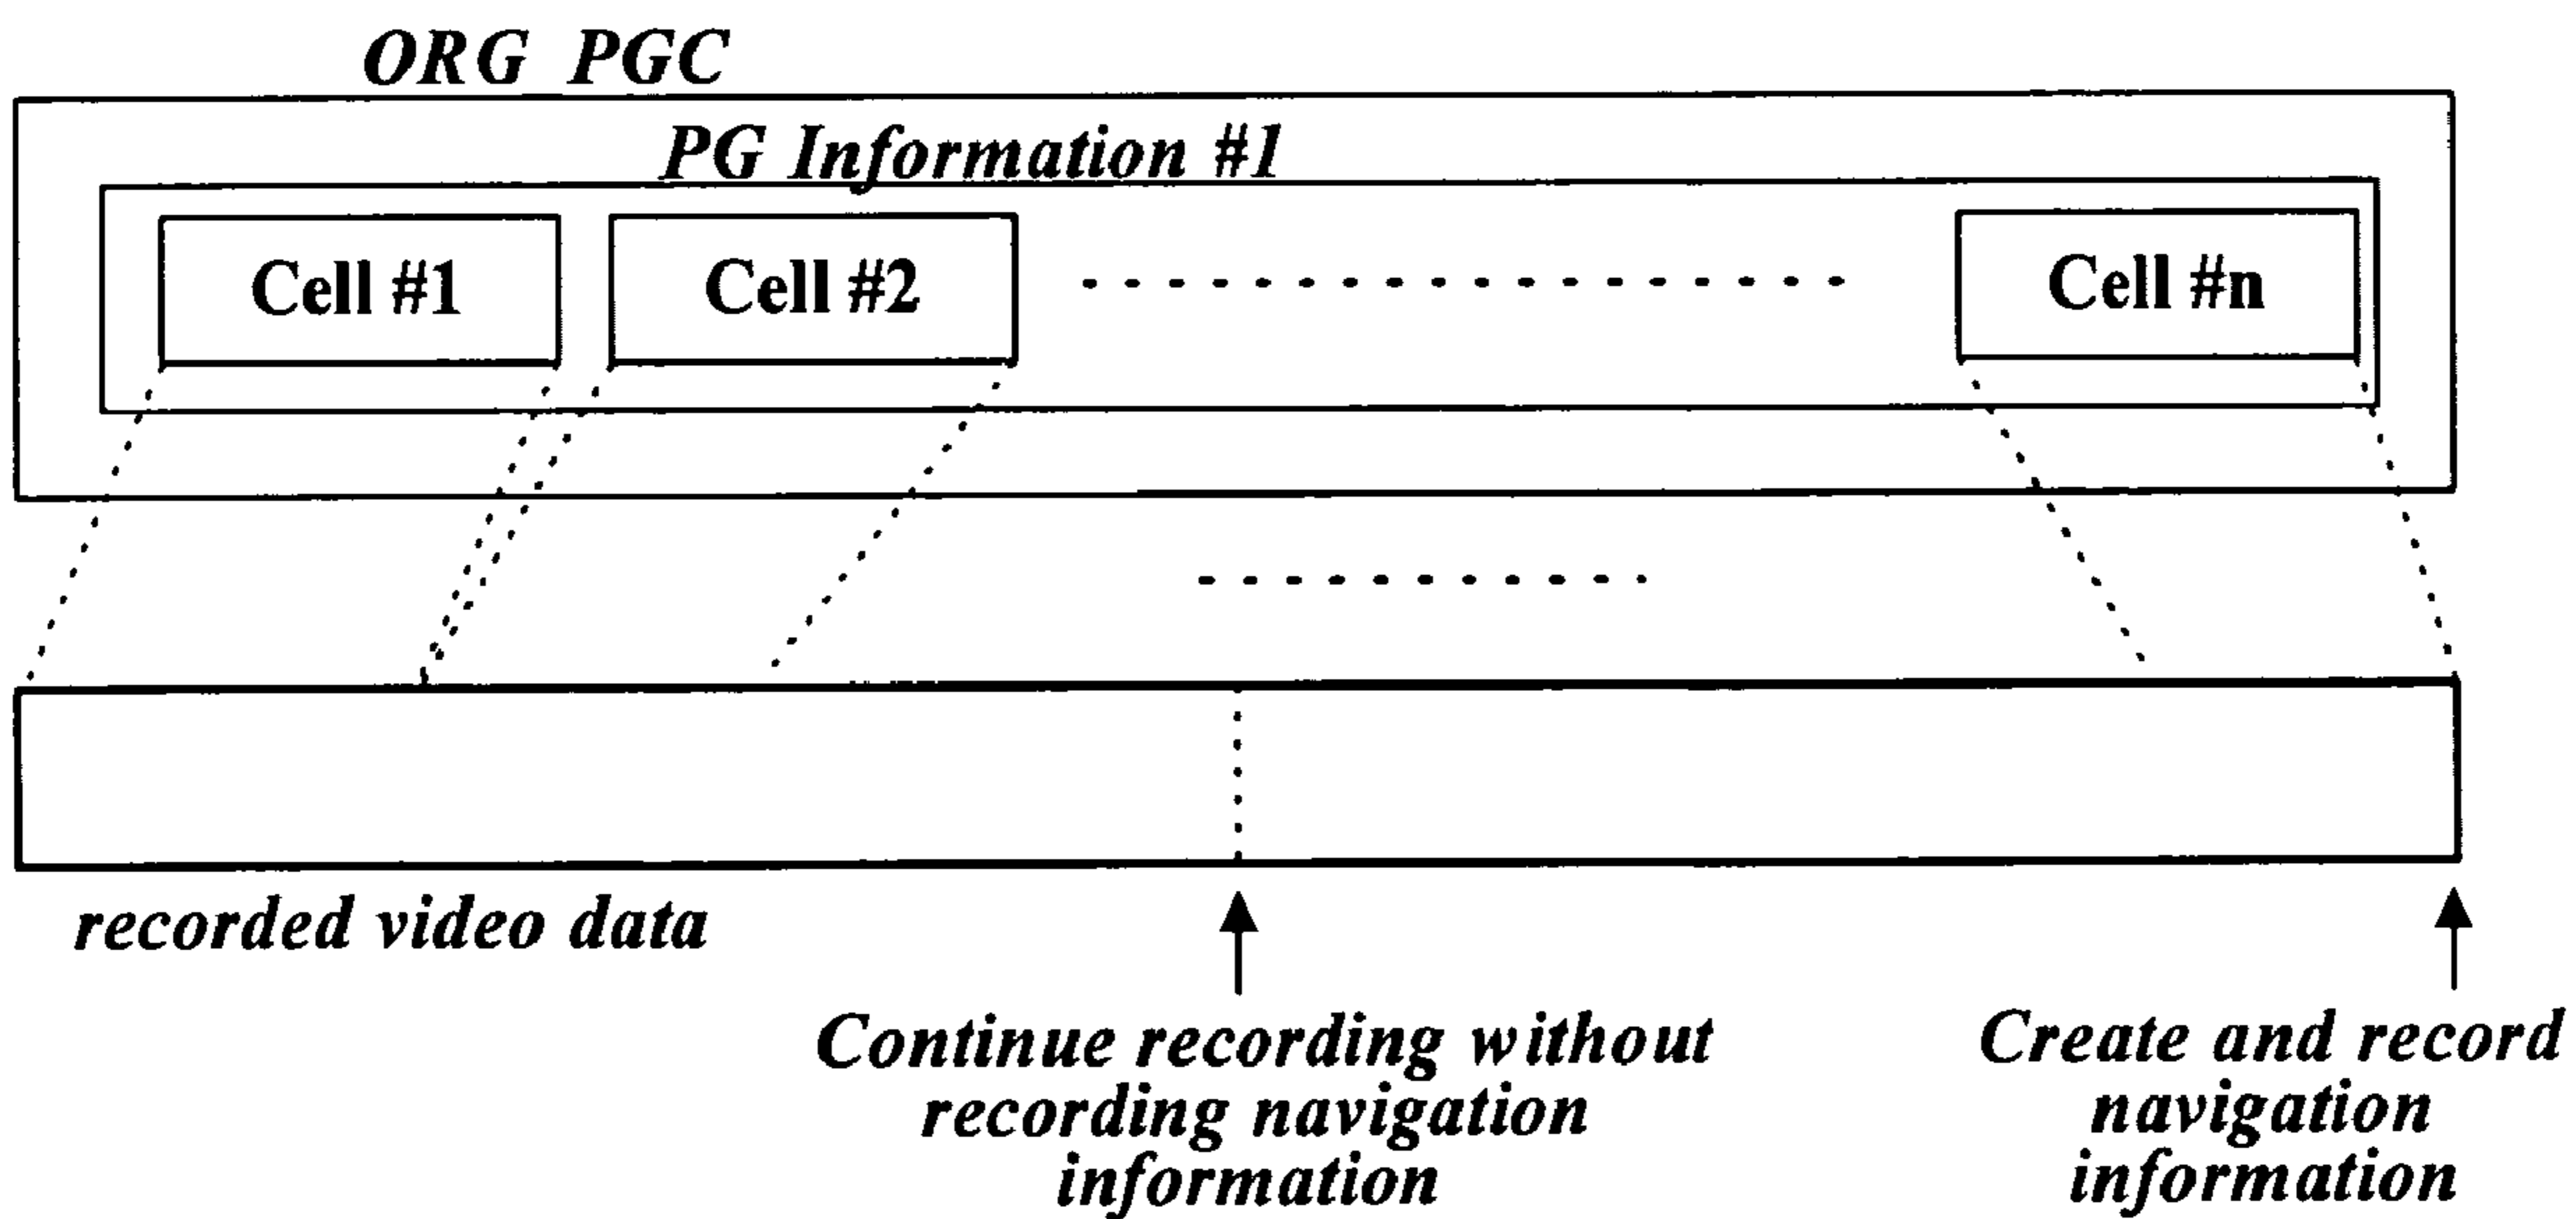 ORG PGC
PG Information #1
Cell #1 Cell #2 Cell #n
recorded video data
Continue recording without
recording navigation
information
Create and record
navigation
information